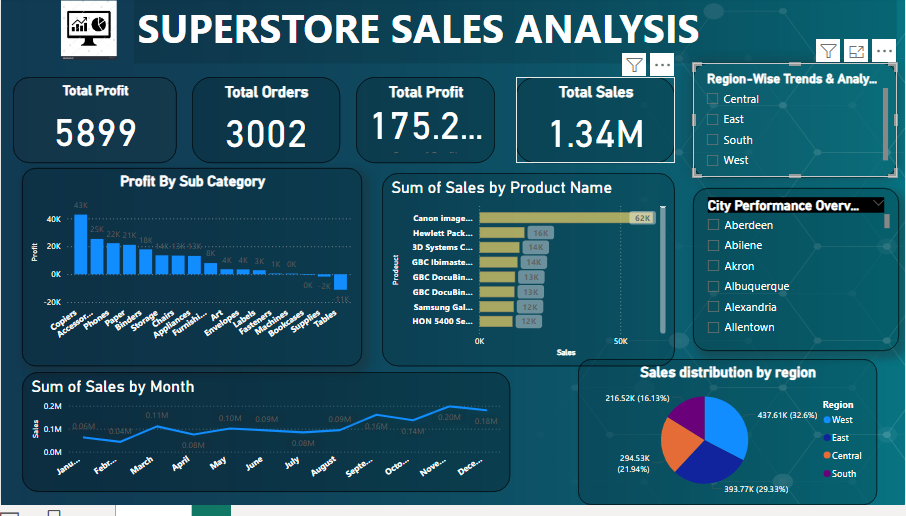 SUPERSTORE SALES ANALYSIS
Total Profit
5899
Total Orders
3002
Total Profit
175.2...
Total Sales
1.34M
Region-Wise Trends & Analy...
Central
East
South
West
City Performance Overv...
Aberdeen
Abilene
Akron
Albuquerque
Alexandria
Allentown
Profit By Sub Category
Profit
40K
20K
0K
-20K
43K
25K
22K
21K
18K
14K
13K
13K
8K
4K
4K
3K
1K
0K
0K
-2K
-11K
Copiers
Accessor...
Phones
Paper
Binders
Storage
Chairs
Appliances
Furnishi...
Art
Envelopes
Labels
Fasteners
Machines
Bookcases
Supplies
Tables
Sum of Sales by Product Name
Produuct
Canon image...
62K
Hewlett Pack...
16K
3D Systems C...
14K
GBC Ibimaste...
14K
GBC DocuBin...
13K
GBC DocuBin...
13K
Samsung Gal...
12K
HON 5400 Se...
12K
0K
50K
Sales
Sum of Sales by Month
Sales
0.2M
0.1M
0.0M
0.06M
0.04M
0.11M
0.08M
0.10M
0.09M
0.08M
0.09M
0.16M
0.14M
0.20M
0.18M
Janu...
Febr...
March
April
May
June
July
August
Septe...
Octo...
Nove...
Dece...
Sales distribution by region
216.52K (16.13%)
437.61K (32.6%)
294.53K
(21.94%)
393.77K (29.33%)
Region
West
East
Central
South